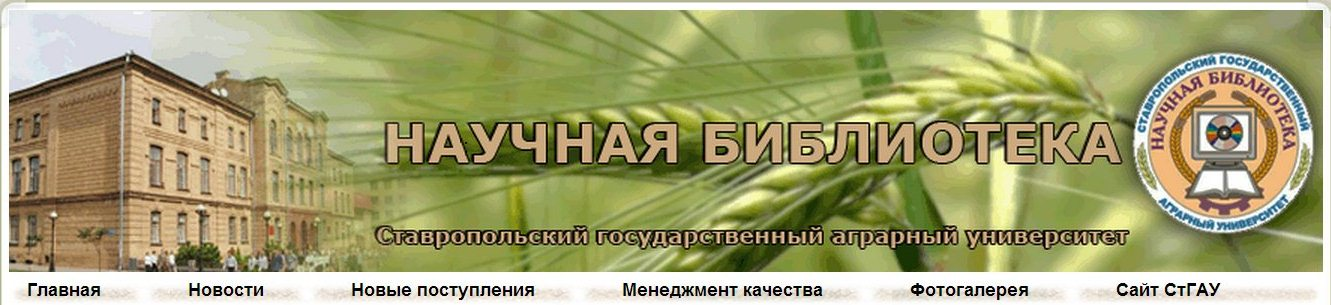 НАУЧНАЯ БИБЛИОТЕКА
Ставропольский государственный аграрный университет
СТАВРОПОЛЬСКИЙ ГОСУДАРСТВЕННЫЙ
НАУЧНАЯ БИБЛИОТЕКА
АГРАРНЫЙ УНИВЕРСИТЕТ
Главная Новости Новые поступления Менеджмент качества Фотогалерея Сайт СтГАУ